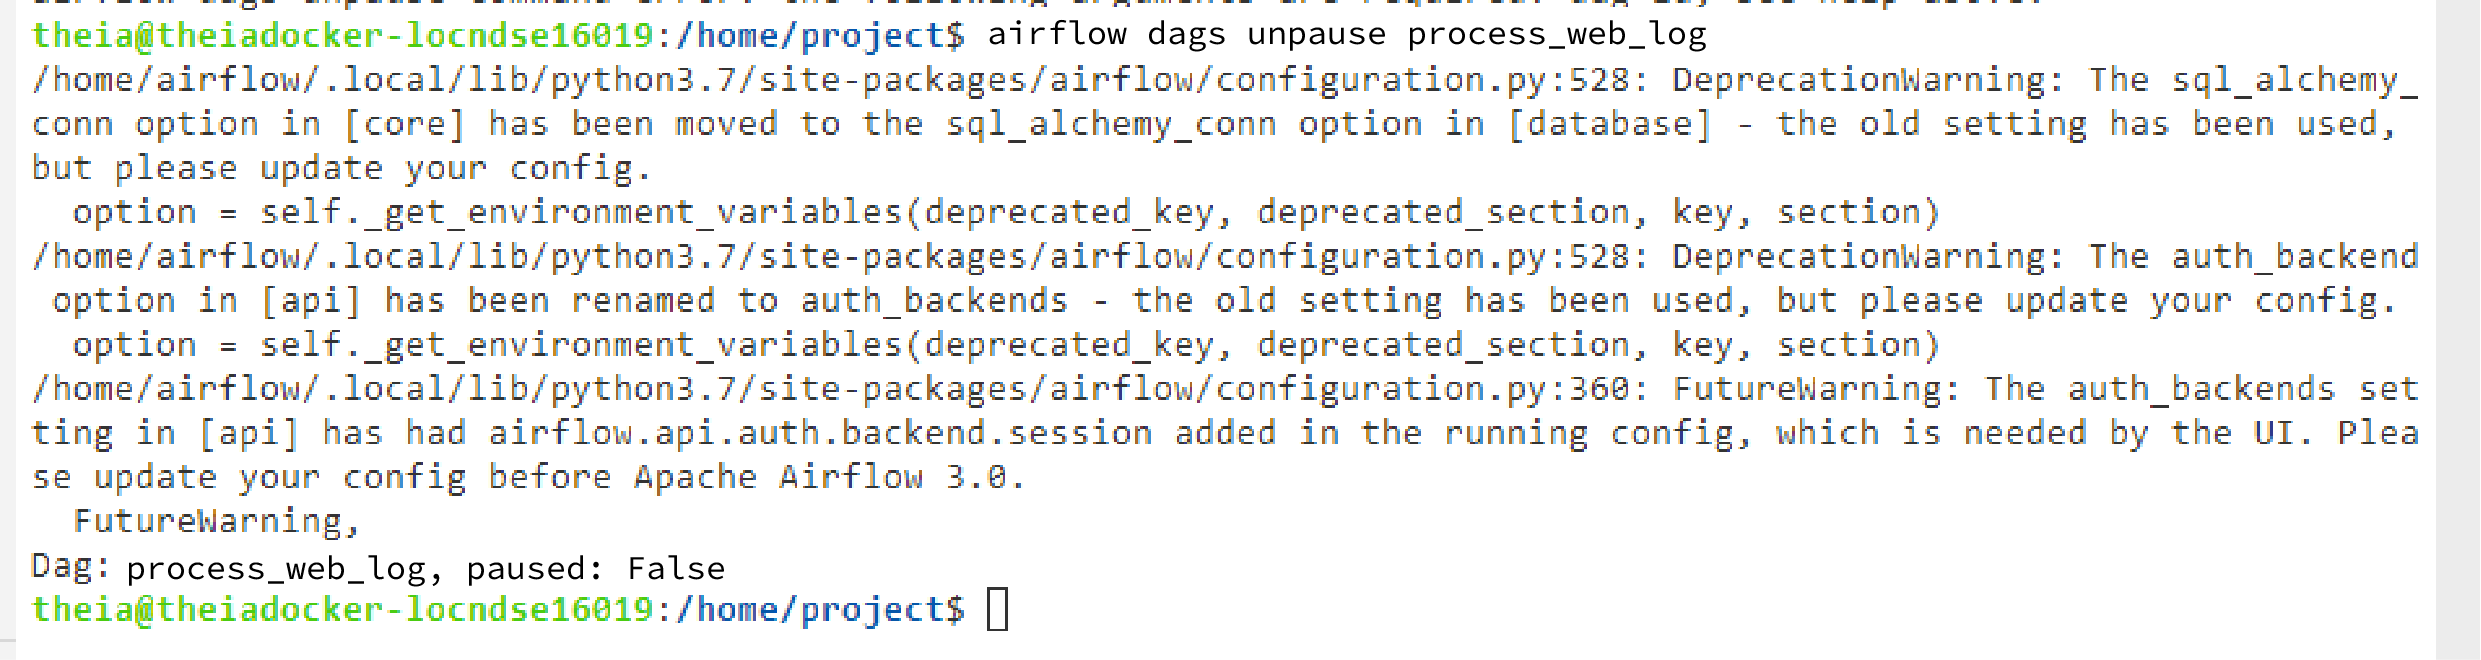 theia@theiadocker-locndse16019:/home/project$ airflow dags unpause process_web_log
/home/airflow/.local/lib/python3.7/site-packages/airflow/configuration.py:528: DeprecationWarning: The sql_alchemy_
conn option in [core] has been moved to the sql_alchemy_conn option in [database] - the old setting has been used,
but please update your config.
  option = self._get_environment_variables(deprecated_key, deprecated_section, key, section)
/home/airflow/.local/lib/python3.7/site-packages/airflow/configuration.py:528: DeprecationWarning: The auth_backend
 option in [api] has been renamed to auth_backends - the old setting has been used, but please update your config.
  option = self._get_environment_variables(deprecated_key, deprecated_section, key, section)
/home/airflow/.local/lib/python3.7/site-packages/airflow/configuration.py:360: FutureWarning: The auth_backends set
ting in [api] has had airflow.api.auth.backend.session added in the running config, which is needed by the UI. Plea
se update your config before Apache Airflow 3.0.
  FutureWarning,
Dag: process_web_log, paused: False
theia@theiadocker-locndse16019:/home/project$